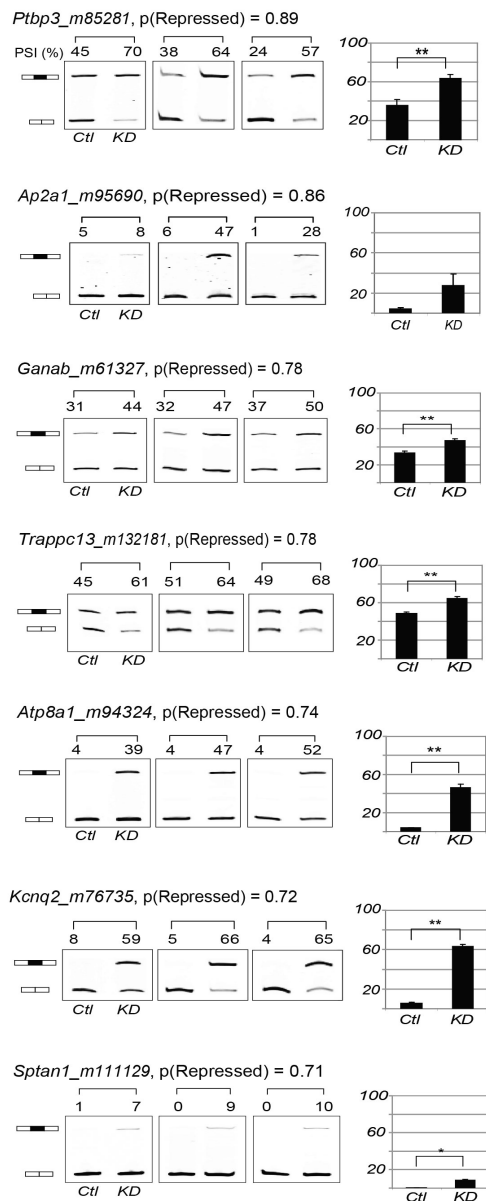 Ptbp3_m85281, p(Repressed) = 0.89
PSI (%) 45 70 38 64 24 57
100
60
20
**
Ctl KD
Ctl KD
Ap2a1_m95690, p(Repressed) = 0.86
5 8 6 47 1 28
100
60
20
Ctl KD
Ctl KD
Ganab_m61327, p(Repressed) = 0.78
31 44 32 47 37 50
100
60
20
**
Ctl KD
Ctl KD
Trappc13_m132181, p(Repressed) = 0.78
45 61 51 64 49 68
100
60
20
**
Ctl KD
Ctl KD
Atp8a1_m94324, p(Repressed) = 0.74
4 39 4 47 4 52
100
60
20
**
Ctl KD
Ctl KD
Kcnq2_m76735, p(Repressed) = 0.72
8 59 5 66 4 65
100
60
20
**
Ctl KD
Ctl KD
Sptan1_m111129, p(Repressed) = 0.71
1 7 0 9 0 10
100
60
20
*
Ctl KD
Ctl KD